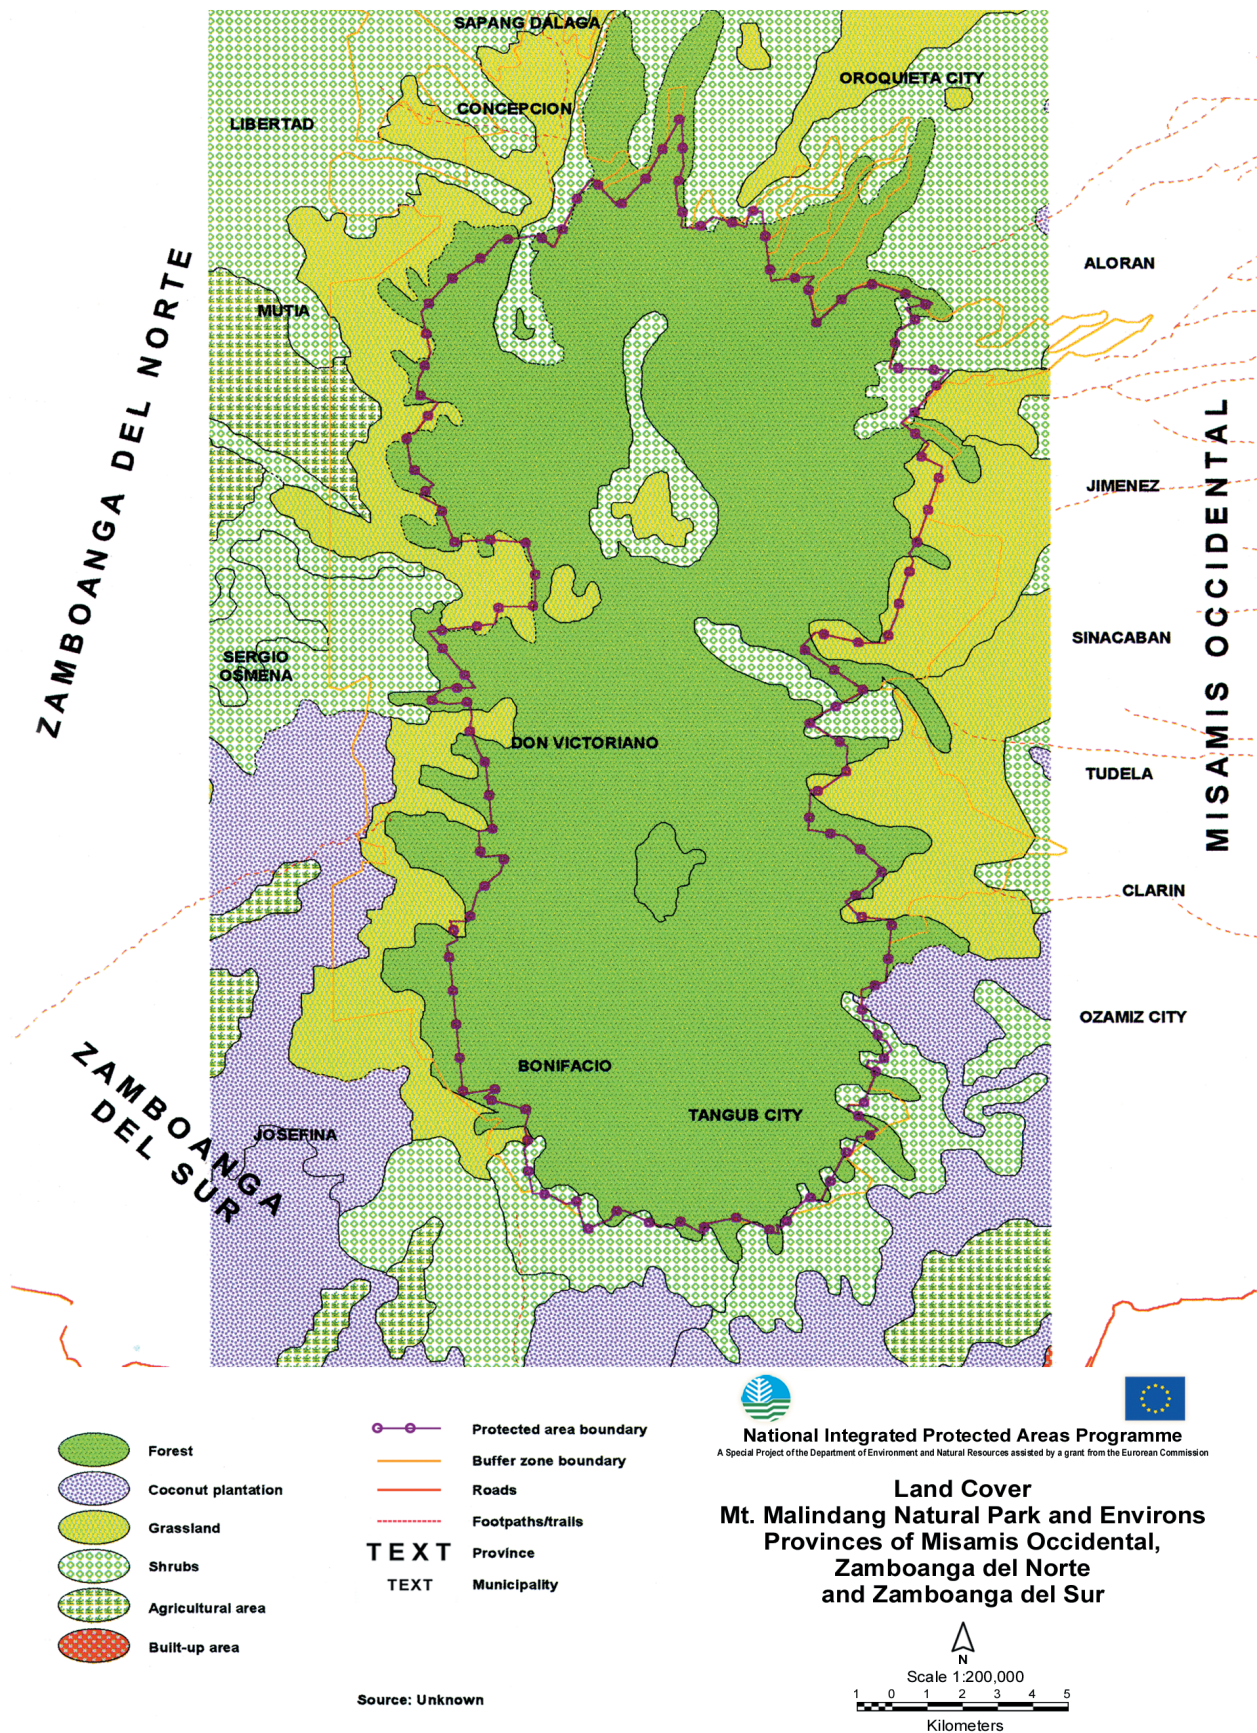 SAPANG DALAGA
OROQUIETA CITY
CONCEPCION
LIBERTAD
ALORAN
MUTIA
ZAMBOANGA DEL NORTE
JIMENEZ
MISAMIS OCCIDENTAL
SINACABAN
SERGIO
OSMENA
DON VICTORIANO
TUDELA
CLARIN
OZAMIZ CITY
BONIFACIO
TANGUB CITY
JOSEFINA
ZAMBOANGA
DEL SUR
Forest
Coconut plantation
Grassland
Shrubs
Agricultural area
Built-up area
Protected area boundary
Buffer zone boundary
Roads
Footpaths/trails
TEXT Province
TEXT Municipality
Source: Unknown
National Integrated Protected Areas Programme
A Special Project of the Department of Environment and Natural Resources assisted by a grant from the Eurorean Commission
Land Cover
Mt. Malindang Natural Park and Environs
Provinces of Misamis Occidental,
Zamboanga del Norte
and Zamboanga del Sur
N
Scale 1:200,000
1 0 1 2 3 4 5
Kilometers